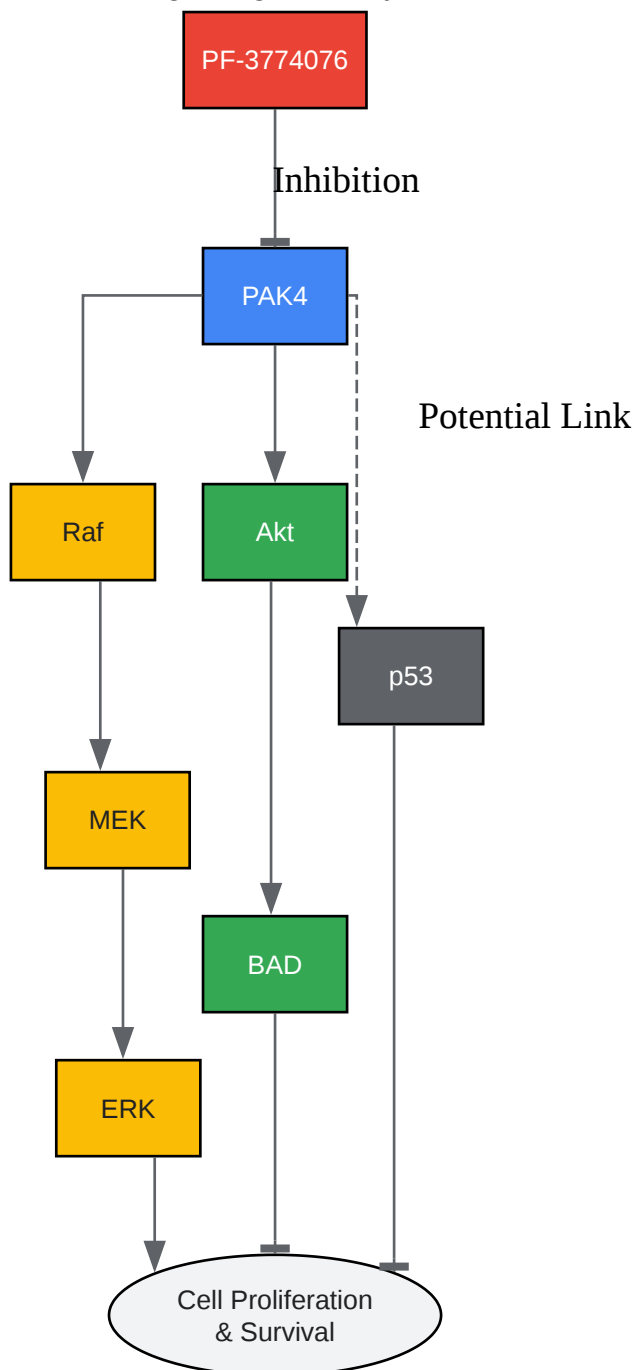 PF-3774076
Inhibition
PAK4
Potential Link
Raf
Akt
p53
MEK
BAD
ERK
Cell Proliferation
& Survival